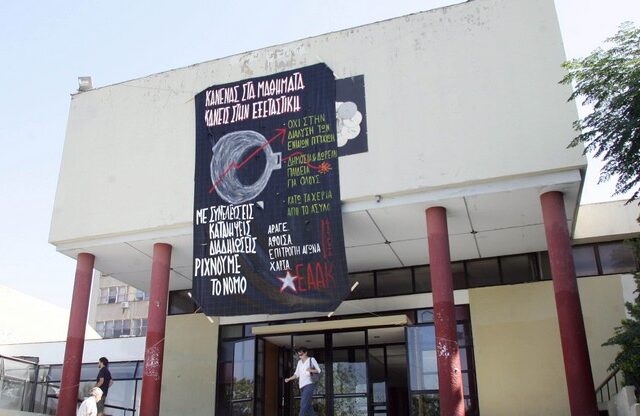 ΚΑΝΕΝΑΣ ΣΤΑ ΜΑΘΗΜΑΤΑ
ΚΑΝΕΙΣ ΣΤΗΝ ΕΞΕΤΑΣΤΙΚΗ
ΟΧΙ ΣΤΗΝ
ΔΙΑΛΥΣΗ ΤΩΝ
ΕΝΙΑΙΩΝ ΠΤΥΧΙΩΝ
ΔΗΜΟΣΙΑ & ΔΩΡΕΑΝ
ΠΑΙΔΕΙΑ
ΓΙΑ ΟΛΟΥΣ
ΚΑΤΩ ΤΑ ΧΕΡΙΑ
ΑΠΟ ΤΟ ΑΣΥΛΟ
ΜΕ ΣΥΝΕΛΕΥΣΕΙΣ
ΚΑΤΑΛΗΨΕΙΣ
ΔΙΑΔΗΛΩΣΕΙΣ
ΡΙΧΝΟΥΜΕ
ΤΟ ΝΟΜΟ
ΑΡΑΓΕ
ΑΦΟΙΣΑ
ΕΠΙΤΡΟΠΗ ΑΓΩΝΑ
ΧΑΪΤΑ
ΕΑΑΚ